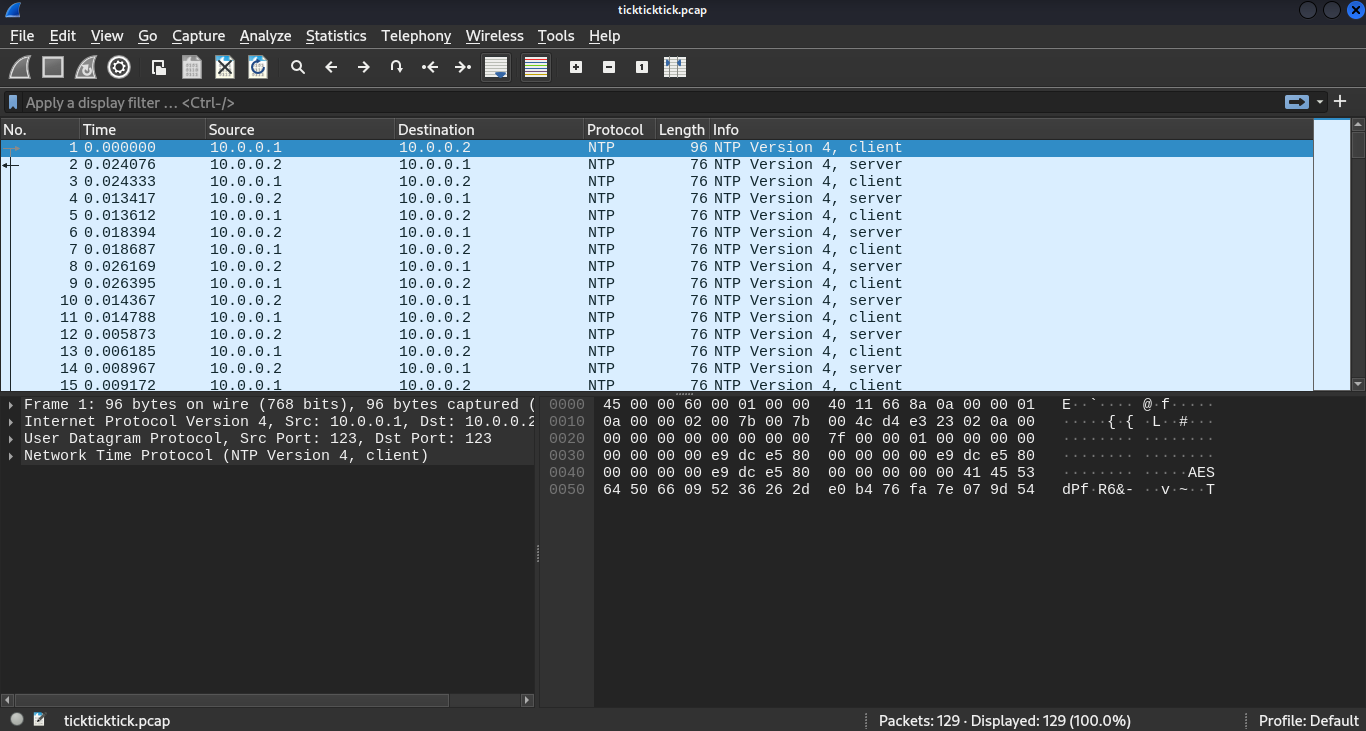 tickticktick.pcap
File Edit View Go Capture Analyze Statistics Telephony Wireless Tools Help
Apply a display filter … <Ctrl-/>
No. Time Source Destination Protocol Length Info
1 0.000000 10.0.0.1 10.0.0.2 NTP 96 NTP Version 4, client
2 0.024076 10.0.0.2 10.0.0.1 NTP 76 NTP Version 4, server
3 0.024333 10.0.0.1 10.0.0.2 NTP 76 NTP Version 4, client
4 0.013417 10.0.0.2 10.0.0.1 NTP 76 NTP Version 4, server
5 0.013612 10.0.0.1 10.0.0.2 NTP 76 NTP Version 4, client
6 0.018394 10.0.0.2 10.0.0.1 NTP 76 NTP Version 4, server
7 0.018687 10.0.0.1 10.0.0.2 NTP 76 NTP Version 4, client
8 0.026169 10.0.0.2 10.0.0.1 NTP 76 NTP Version 4, server
9 0.026395 10.0.0.1 10.0.0.2 NTP 76 NTP Version 4, client
10 0.014367 10.0.0.2 10.0.0.1 NTP 76 NTP Version 4, server
11 0.014788 10.0.0.1 10.0.0.2 NTP 76 NTP Version 4, client
12 0.005873 10.0.0.2 10.0.0.1 NTP 76 NTP Version 4, server
13 0.006185 10.0.0.1 10.0.0.2 NTP 76 NTP Version 4, client
14 0.008967 10.0.0.2 10.0.0.1 NTP 76 NTP Version 4, server
15 0.009172 10.0.0.1 10.0.0.2 NTP 76 NTP Version 4, client
Frame 1: 96 bytes on wire (768 bits), 96 bytes captured (
Internet Protocol Version 4, Src: 10.0.0.1, Dst: 10.0.0.2
User Datagram Protocol, Src Port: 123, Dst Port: 123
Network Time Protocol (NTP Version 4, client)
0000 45 00 00 60 00 01 00 00 40 11 66 8a 0a 00 00 01 E··`···· @·f·····
0010 0a 00 00 02 00 7b 00 7b 00 4c d4 e3 23 02 0a 00 ·····{·{ ·L··#···
0020 00 00 00 00 00 00 00 00 7f 00 00 01 00 00 00 00 ········ ········
0030 00 00 00 00 e9 dc e5 80 00 00 00 00 e9 dc e5 80 ········ ········
0040 00 00 00 00 e9 dc e5 80 00 00 00 00 00 41 45 53 ········ ·····AES
0050 64 50 66 09 52 36 26 2d e0 b4 76 fa 7e 07 9d 54 dPf·R6&- ··v·~··T
tickticktick.pcap
Packets: 129 · Displayed: 129 (100.0%)
Profile: Default